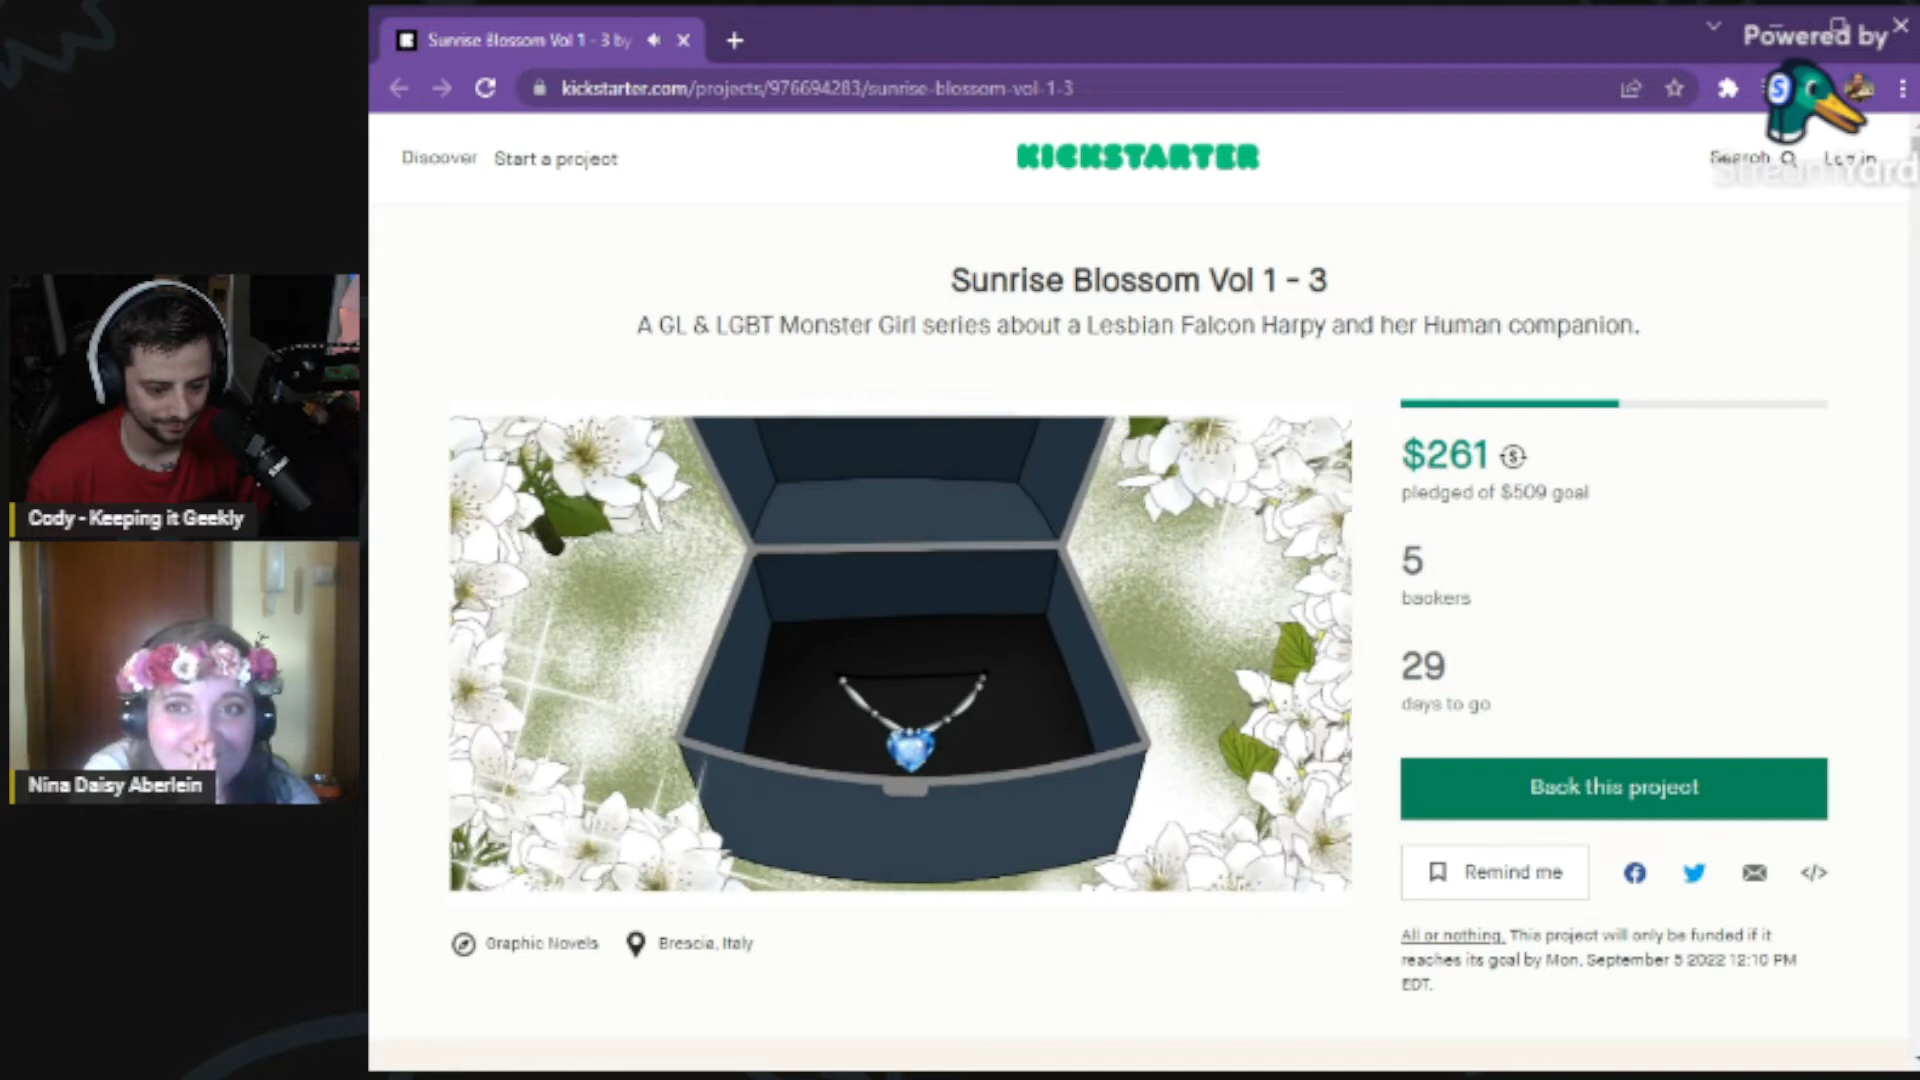 Sunrise Blossom Vol 1 - 3 by
Powered by
kickstarter.com/projects/976694283/sunrise-blossom-vol-1-3
S
Discover
Start a project
KICKSTARTER
Search
Log in
StreamYard
Sunrise Blossom Vol 1 - 3
A GL & LGBT Monster Girl series about a Lesbian Falcon Harpy and her Human companion.
$261
pledged of $509 goal
5
backers
29
days to go
Back this project
Remind me
Graphic Novels
Brescia, Italy
All or nothing. This project will only be funded if it
reaches its goal by Mon, September 5 2022 12:10 PM
EDT.
Cody - Keeping it Geekly
Nina Daisy Aberlein